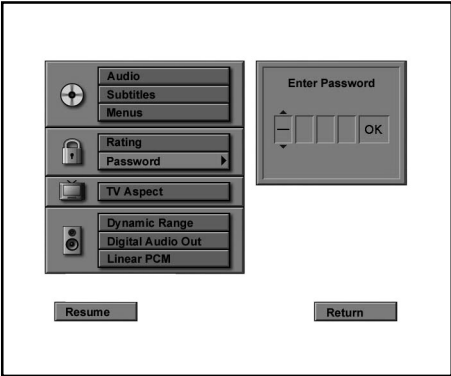 Audio
Subtitles
Menus
Rating
Password
TV Aspect
Dynamic Range
Digital Audio Out
Linear PCM
Enter Password
OK
Resume
Return